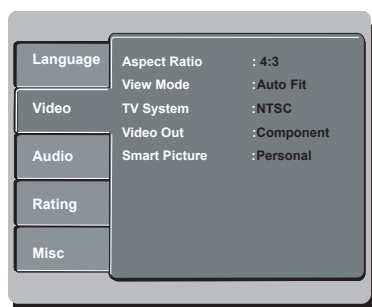 Language
Video
Audio
Rating
Misc
Aspect Ratio : 4:3
View Mode :Auto Fit
TV System :NTSC
Video Out :Component
Smart Picture :Personal